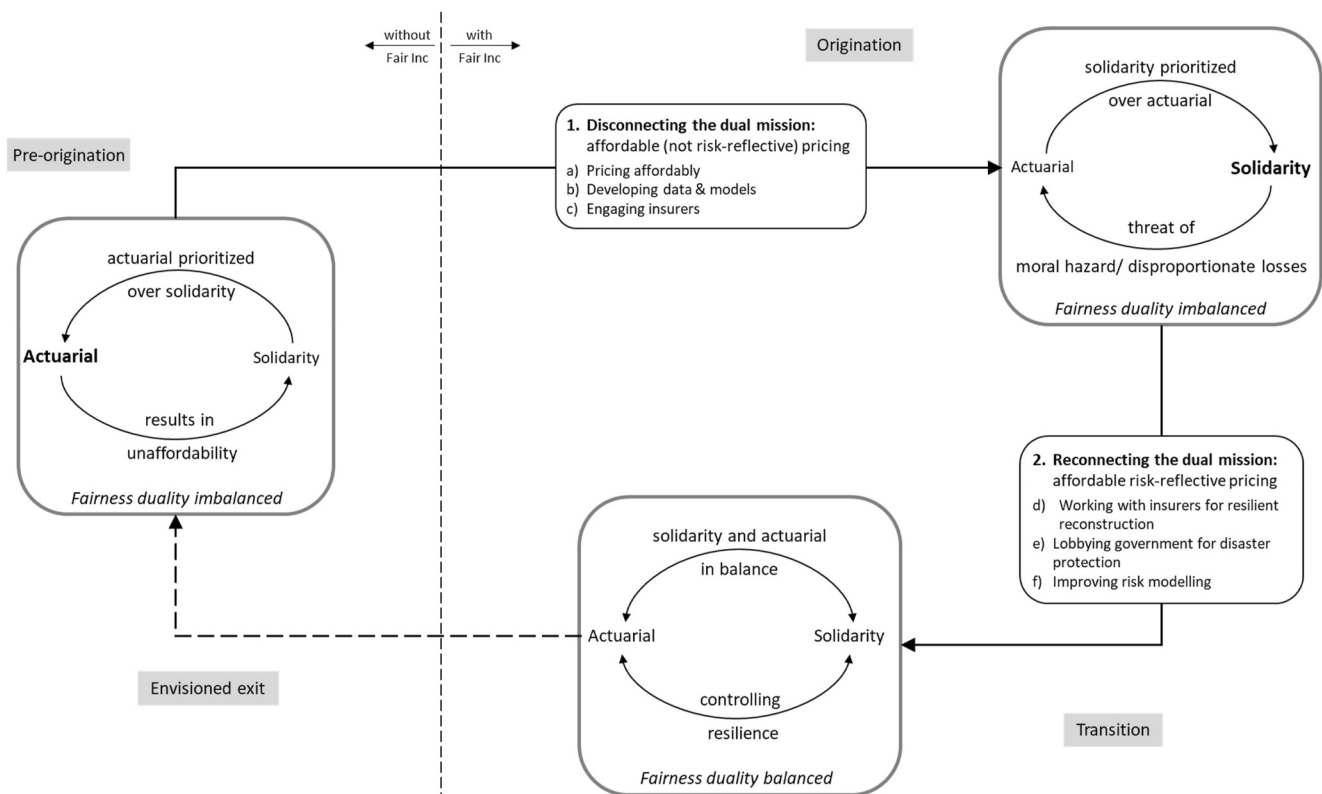 without
Fair Inc
with
Fair Inc
Pre-origination
actuarial prioritized
over solidarity
Actuarial
Solidarity
results in
unaffordability
Fairness duality imbalanced
1. Disconnecting the dual mission:
affordable (not risk-reflective) pricing
a) Pricing affordably
b) Developing data & models
c) Engaging insurers
Origination
solidarity prioritized
over actuarial
Actuarial
Solidarity
threat of
moral hazard/ disproportionate losses
Fairness duality imbalanced
2. Reconnecting the dual mission:
affordable risk-reflective pricing
d) Working with insurers for resilient
reconstruction
e) Lobbying government for disaster
protection
f) Improving risk modelling
Transition
solidarity and actuarial
in balance
Actuarial
Solidarity
controlling
resilience
Fairness duality balanced
Envisioned exit